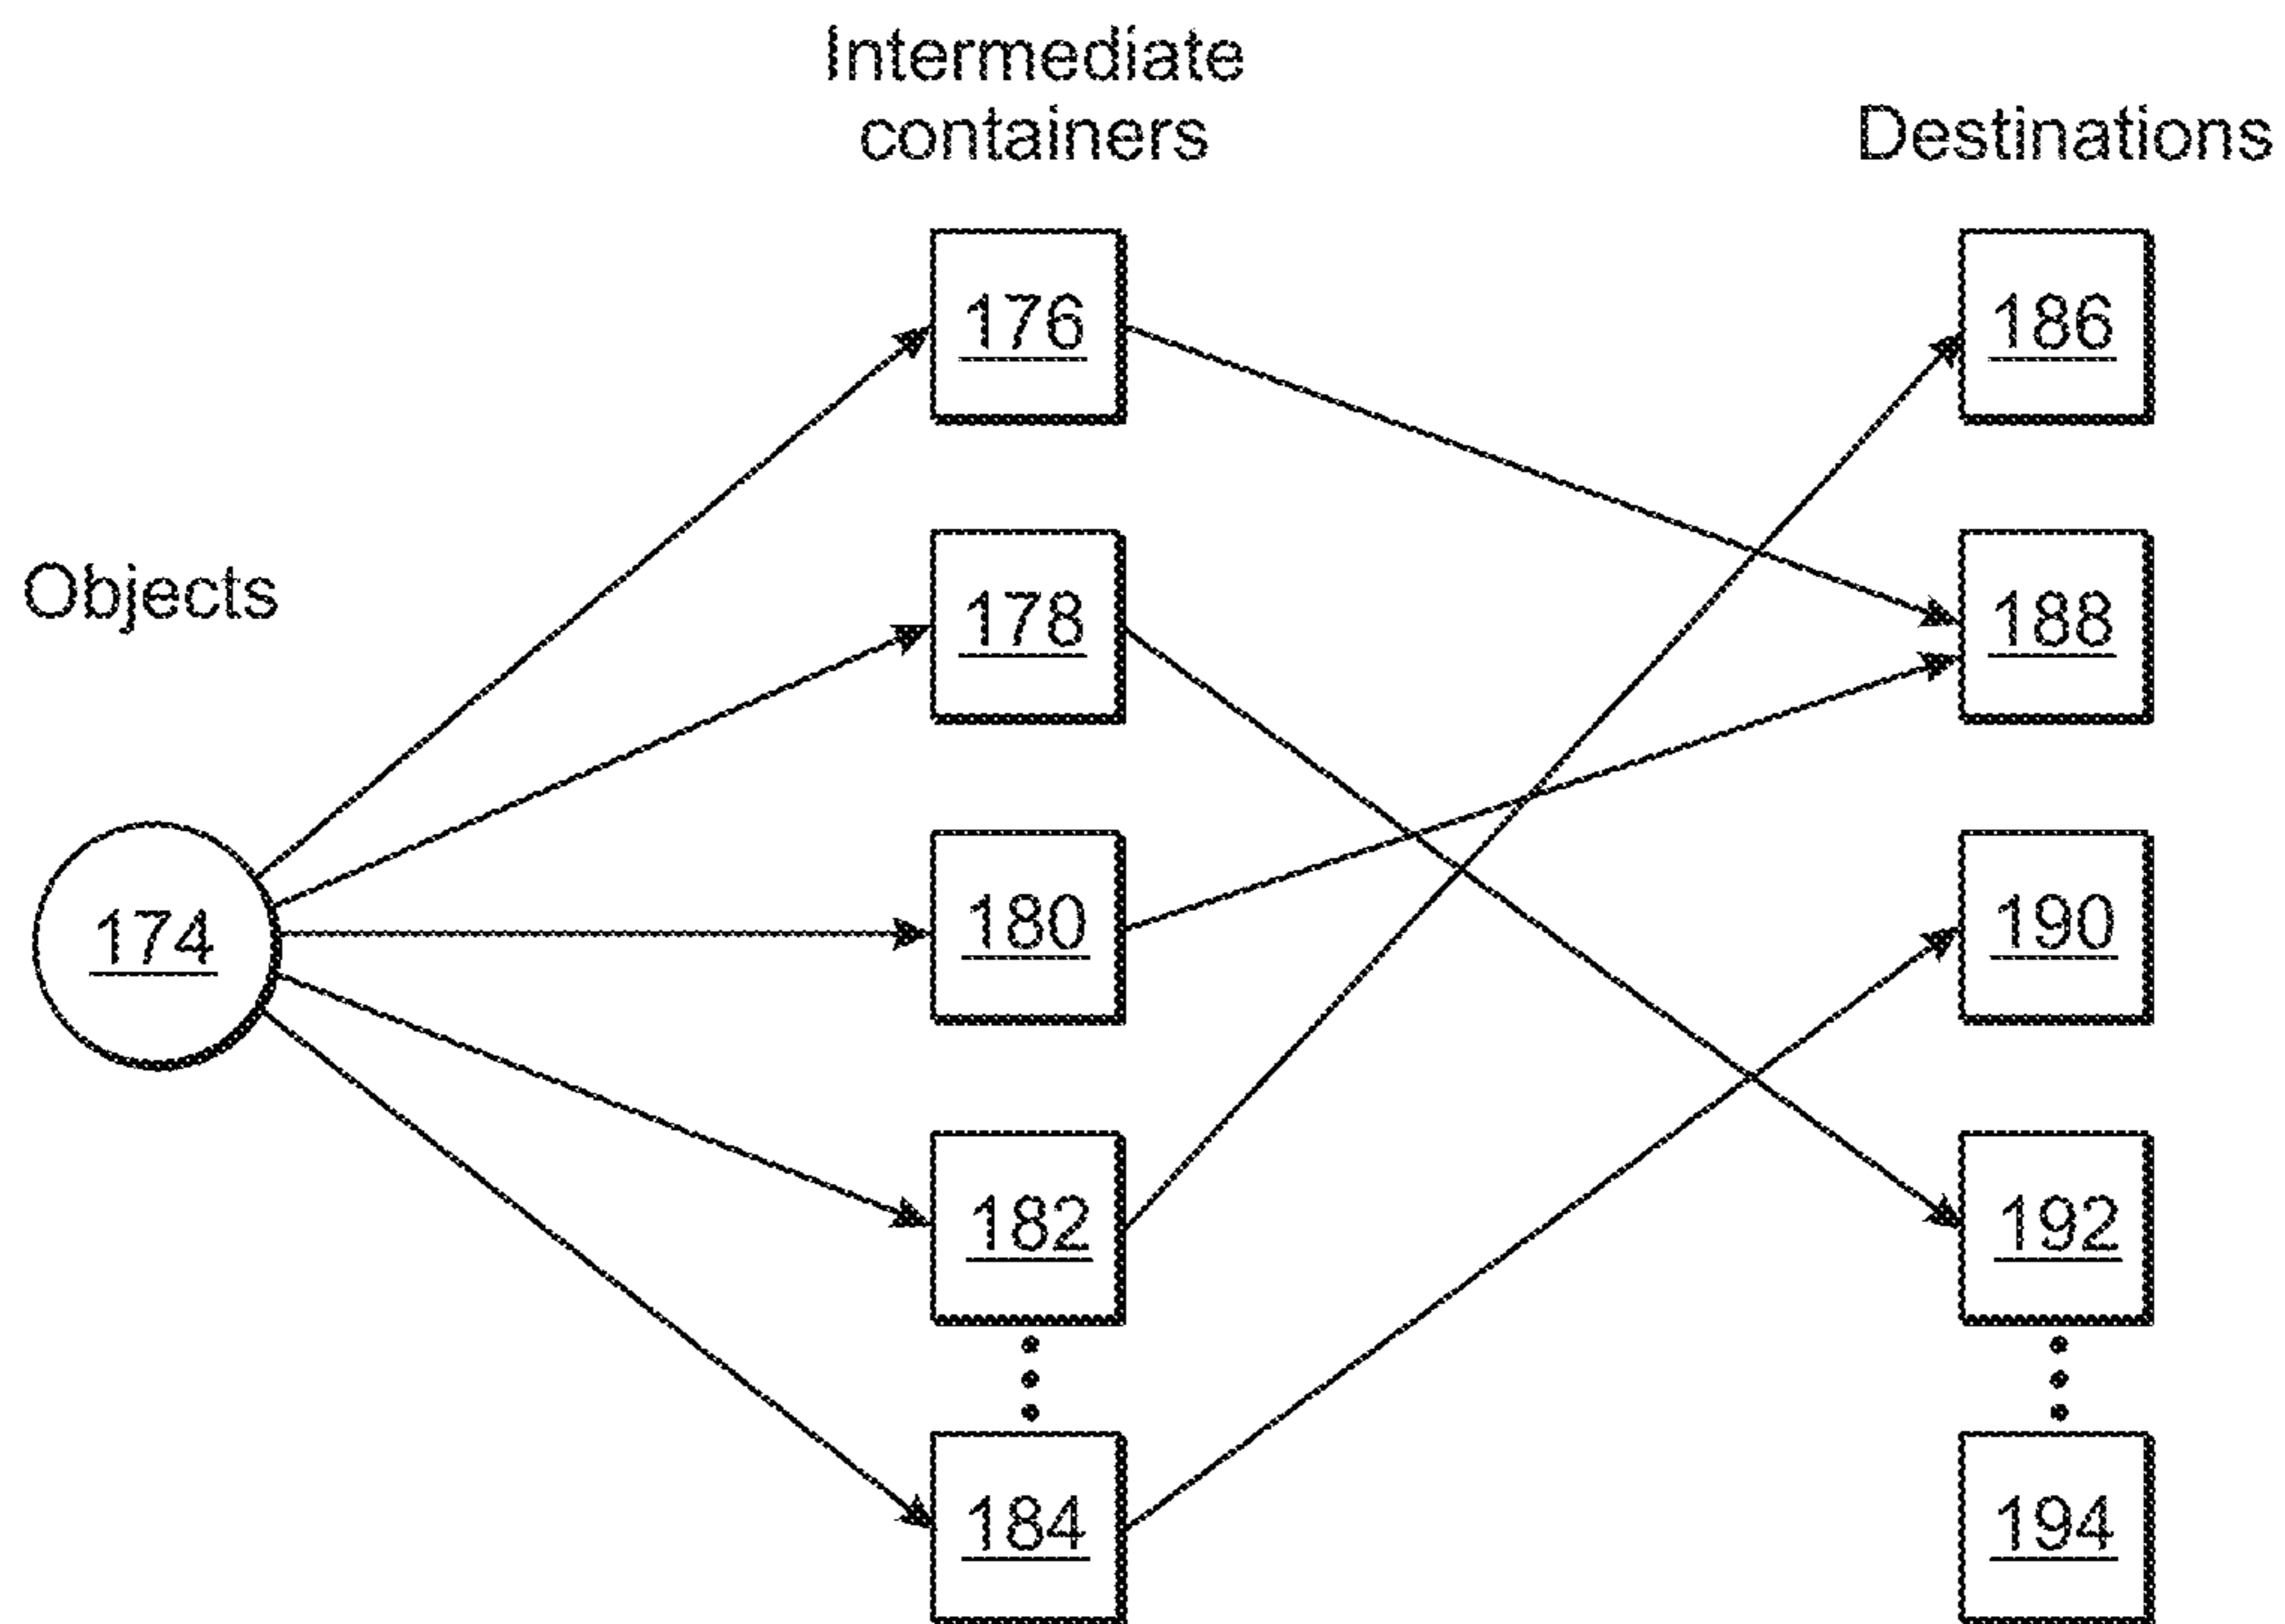 Intermediate
containers
Destinations
Objects
174
176
178
180
182
184
186
188
190
192
194